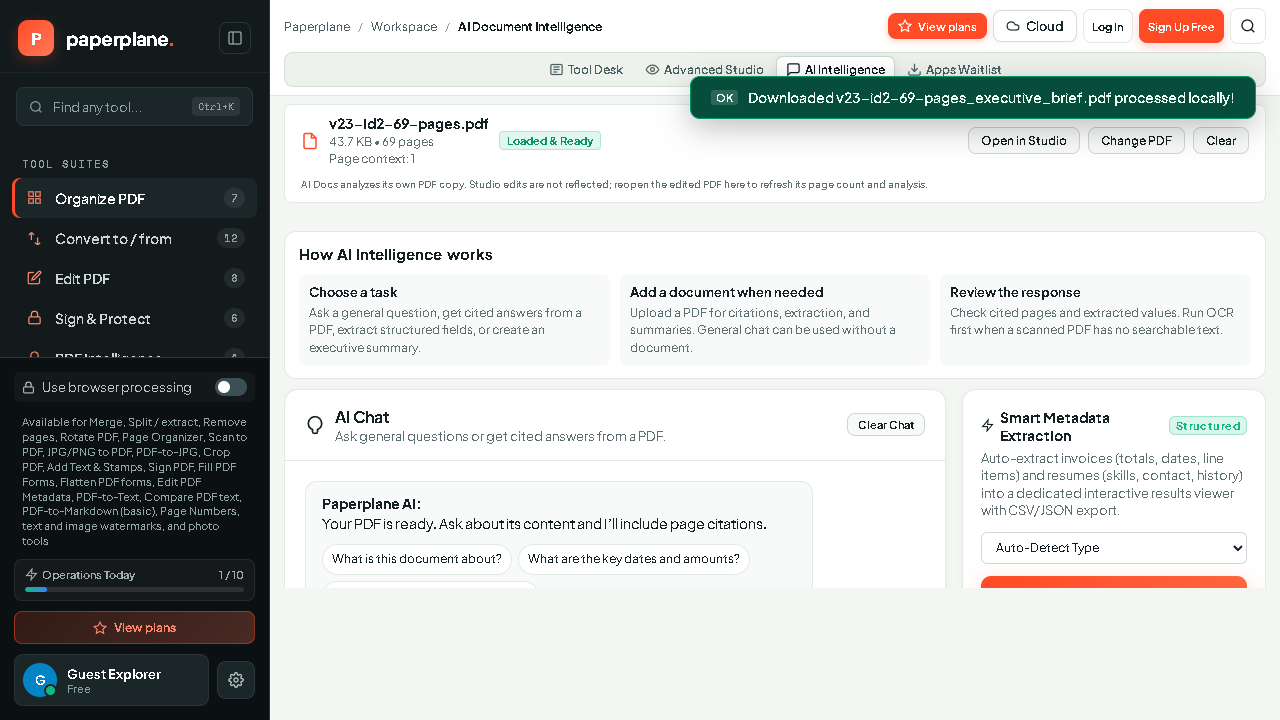 P paperplane.
Find any tool... Ctrl+K
TOOL SUITES
Organize PDF 7
Convert to / from 12
Edit PDF 8
Sign & Protect 6
PDF Intelligence 4
Use browser processing
Available for Merge, Split / extract, Remove
pages, Rotate PDF, Page Organizer, Scan to
PDF, JPG/PNG to PDF, PDF-to-JPG, Crop
PDF, Add Text & Stamps, Sign PDF, Fill PDF
Forms, Flatten PDF forms, Edit PDF
Metadata, PDF-to-Text, Compare PDF text,
PDF-to-Markdown (basic), Page Numbers,
text and image watermarks, and photo
tools
Operations Today 1/10
View plans
G Guest Explorer
Free
Paperplane / Workspace / AI Document Intelligence
View plans Cloud Log In Sign Up Free
Tool Desk Advanced Studio AI Intelligence Apps Waitlist
OK Downloaded v23-id2-69-pages_executive_brief.pdf processed locally!
v23-id2-69-pages.pdf
43.7 KB • 69 pages
Page context: 1
Loaded & Ready
Open in Studio Change PDF Clear
AI Docs analyzes its own PDF copy. Studio edits are not reflected; reopen the edited PDF here to refresh its page count and analysis.
How AI Intelligence works
Choose a task
Ask a general question, get cited answers from a
PDF, extract structured fields, or create an
executive summary.
Add a document when needed
Upload a PDF for citations, extraction, and
summaries. General chat can be used without a
document.
Review the response
Check cited pages and extracted values. Run OCR
first when a scanned PDF has no searchable text.
AI Chat
Ask general questions or get cited answers from a PDF.
Clear Chat
Paperplane AI:
Your PDF is ready. Ask about its content and I'll include page citations.
What is this document about? What are the key dates and amounts?
Smart Metadata
Extraction
Structured
Auto-extract invoices (totals, dates, line
items) and resumes (skills, contact, history)
into a dedicated interactive results viewer
with CSV/JSON export.
Auto-Detect Type